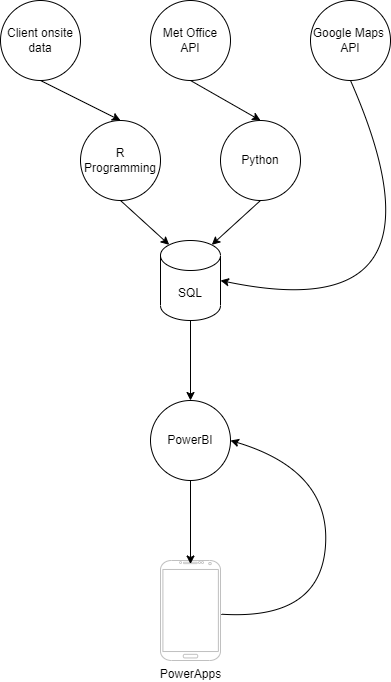 Client onsite
data
Met Office
API
Google Maps
API
R
Programming
Python
SQL
PowerBI
PowerApps